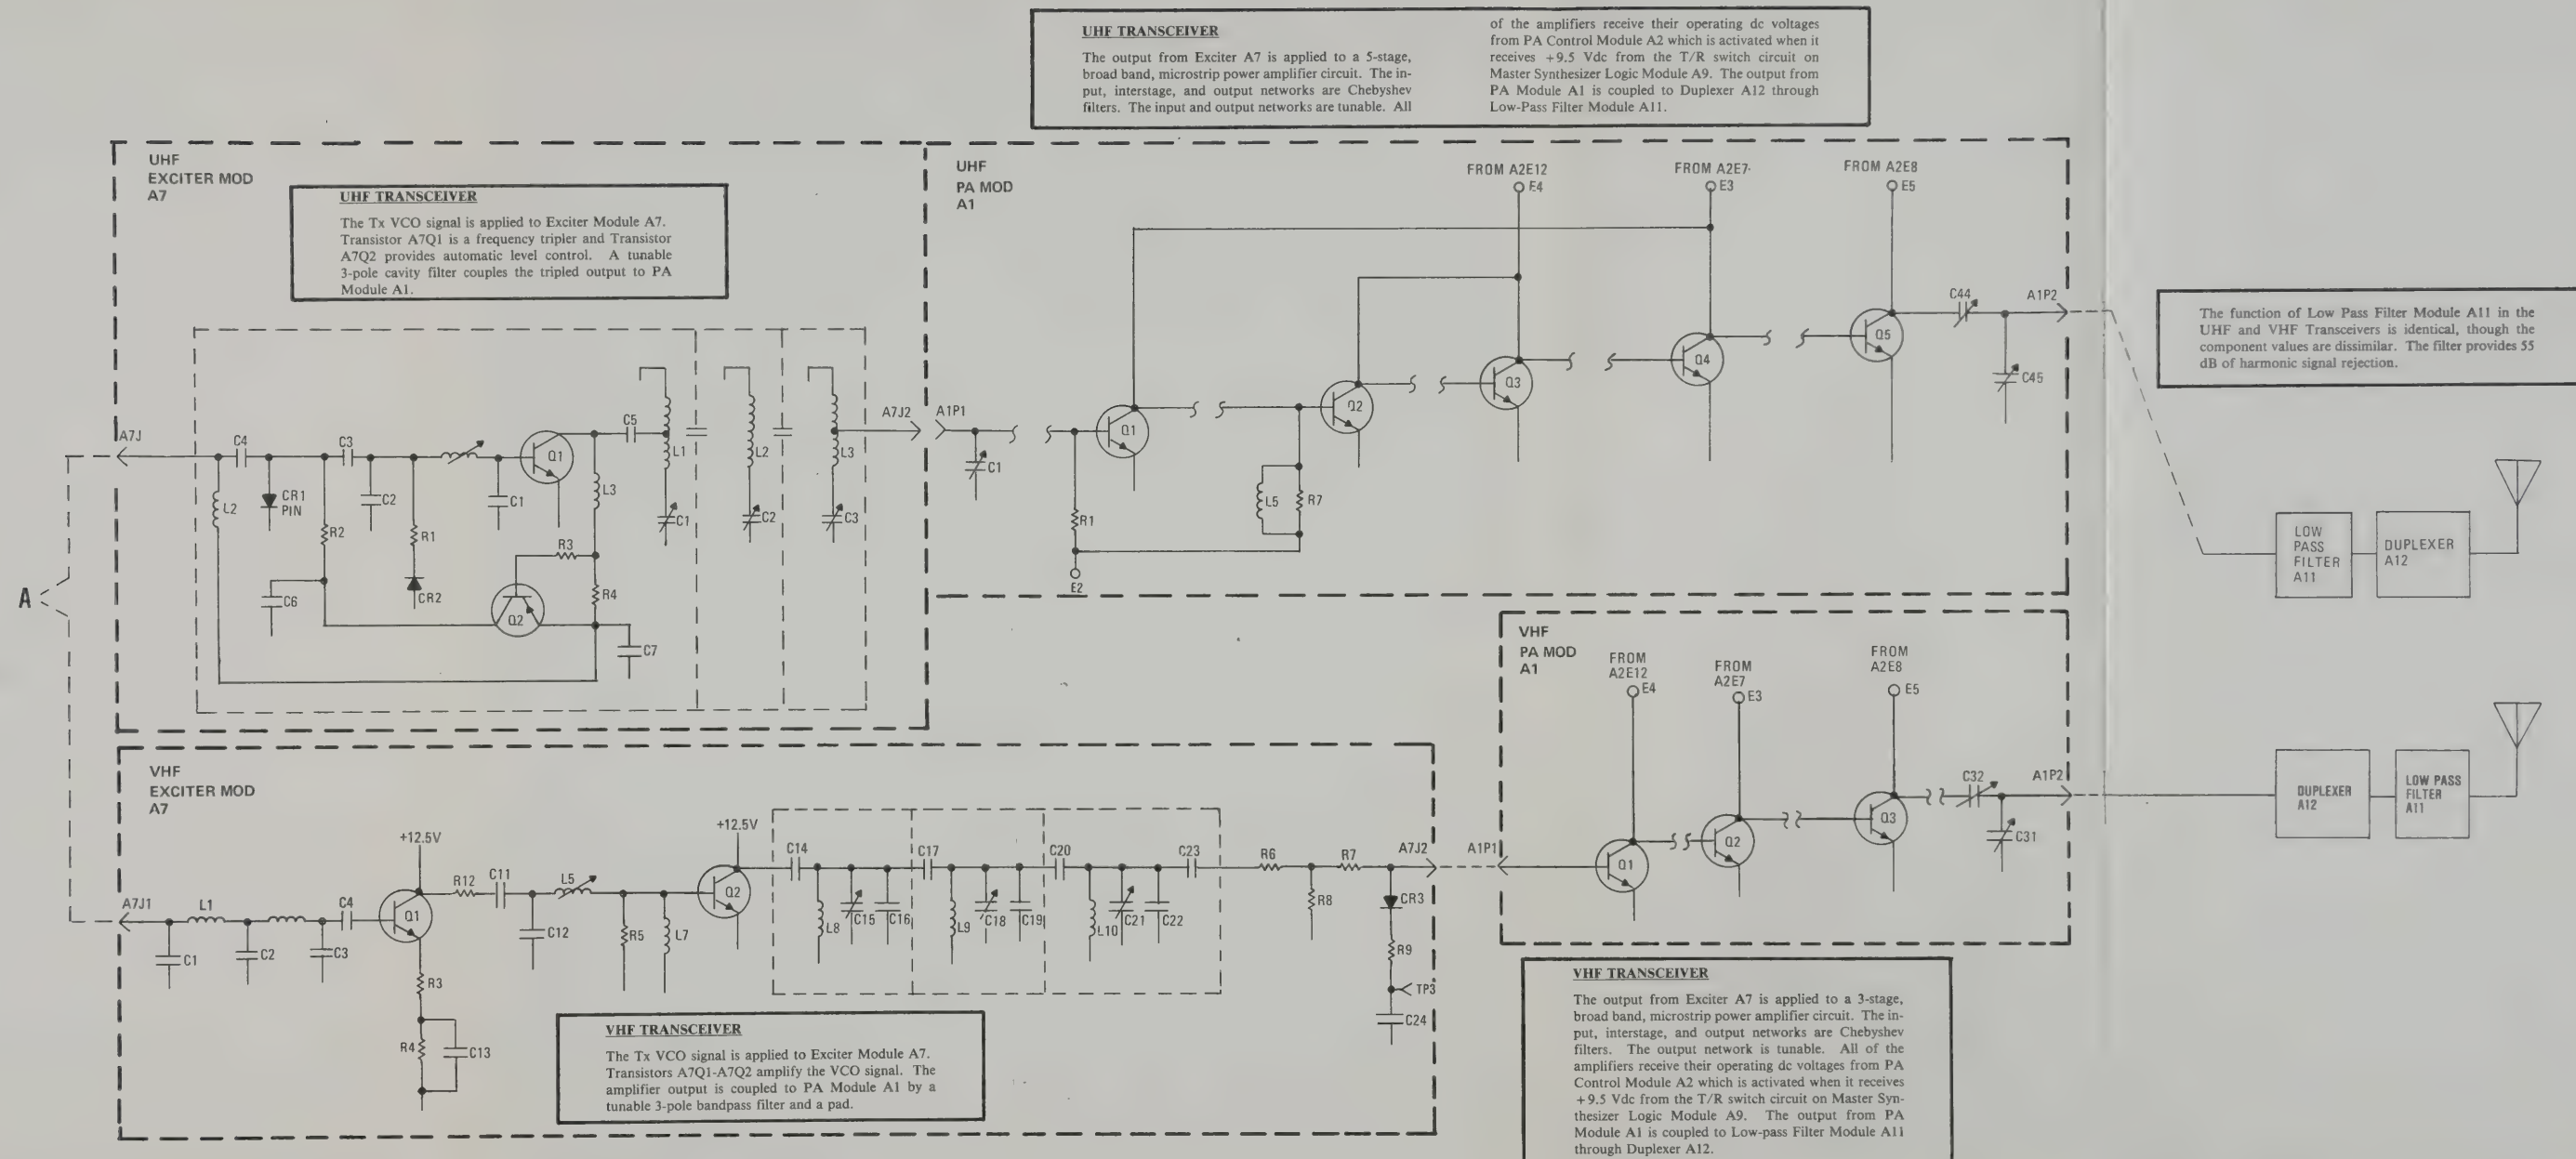 UHF TRANSCEIVER
The output from Exciter A7 is applied to a 5-stage,
broad band, microstrip power amplifier circuit. The in-
put, interstage, and output networks are Chebyshev
filters. The input and output networks are tunable. All
of the amplifiers receive their operating dc voltages
from PA Control Module A2 which is activated when it
receives +9.5 Vdc from the T/R switch circuit on
Master Synthesizer Logic Module A9. The output from
PA Module A1 is coupled to Duplexer A12 through
Low-Pass Filter Module A11.
UHF
EXCITER MOD
A7
UHF TRANSCEIVER
The Tx VCO signal is applied to Exciter Module A7.
Transistor A7Q1 is a frequency tripler and Transistor
A7Q2 provides automatic level control. A tunable
3-pole cavity filter couples the tripled output to PA
Module A1.
A7J
C4
C3
Q1
C5
L1
L2
L3
A7J2
L2
CR1
PIN
R2
C2
R1
C1
L3
C1
C2
C3
R3
C6
CR2
Q2
R4
C7
A
UHF
PA MOD
A1
FROM A2E12
E4
FROM A2E7
E3
FROM A2E8
E5
A1P1
C1
Q1
Q2
Q3
Q4
Q5
C44
A1P2
C45
R1
L5
R7
E2
The function of Low Pass Filter Module A11 in the
UHF and VHF Transceivers is identical, though the
component values are dissimilar. The filter provides 55
dB of harmonic signal rejection.
LOW
PASS
FILTER
A11
DUPLEXER
A12
VHF
PA MOD
A1
FROM
A2E12
E4
FROM
A2E7
E3
FROM
A2E8
E5
A1P1
Q1
Q2
Q3
C32
A1P2
C31
DUPLEXER
A12
LOW PASS
FILTER
A11
VHF
EXCITER MOD
A7
+12.5V
+12.5V
A7J1
L1
C4
Q1
R12
C11
L5
Q2
C14
C17
C20
C23
R6
R7
A7J2
C1
C2
C3
C12
R5
L7
L8
C15
C16
L9
C18
C19
L10
C21
C22
R8
CR3
R9
TP3
C24
R3
R4
C13
VHF TRANSCEIVER
The Tx VCO signal is applied to Exciter Module A7.
Transistors A7Q1-A7Q2 amplify the VCO signal. The
amplifier output is coupled to PA Module A1 by a
tunable 3-pole bandpass filter and a pad.
VHF TRANSCEIVER
The output from Exciter A7 is applied to a 3-stage,
broad band, microstrip power amplifier circuit. The in-
put, interstage, and output networks are Chebyshev
filters. The output network is tunable. All of the
amplifiers receive their operating dc voltages from PA
Control Module A2 which is activated when it receives
+9.5 Vdc from the T/R switch circuit on Master Syn-
thesizer Logic Module A9. The output from PA
Module A1 is coupled to Low-pass Filter Module A11
through Duplexer A12.